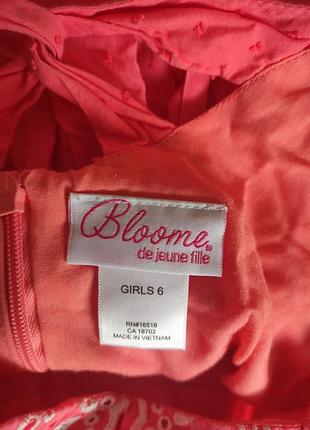 Bloome®
de jeune fille
GIRLS 6
RN#16518
CA 18702
MADE IN VIETNAM